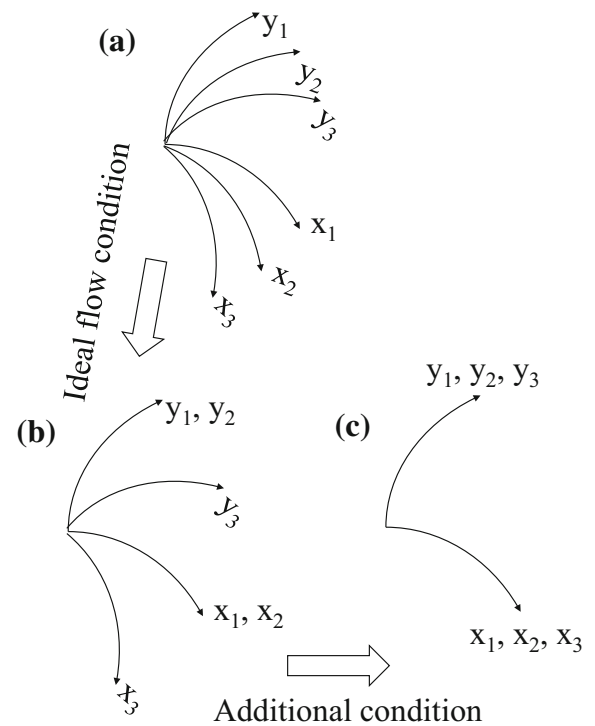 (a)
y₁
y₂
y₃
x₁
x₂
x₃
Ideal flow condition
(b)
y₁, y₂
y₃
x₁, x₂
x₃
(c)
y₁, y₂, y₃
x₁, x₂, x₃
Additional condition